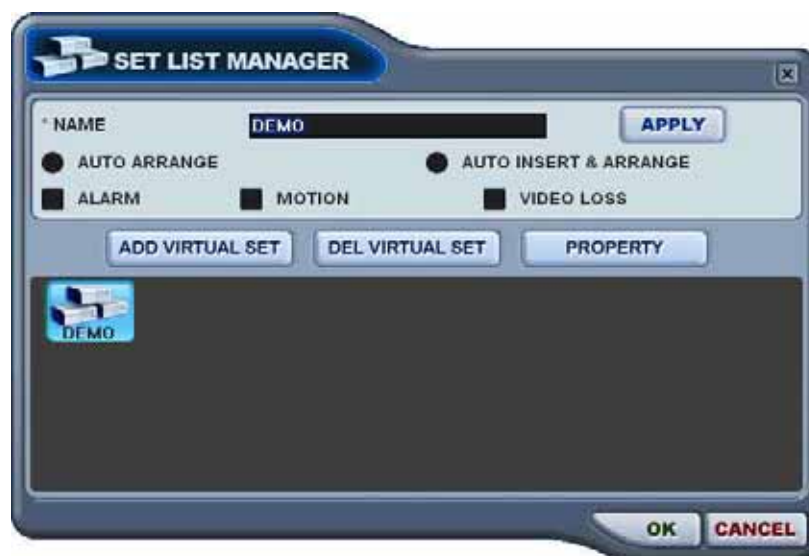 SET LIST MANAGER
* NAME DEMO APPLY
AUTO ARRANGE AUTO INSERT & ARRANGE
ALARM MOTION VIDEO LOSS
ADD VIRTUAL SET DEL VIRTUAL SET PROPERTY
DEMO
OK CANCEL